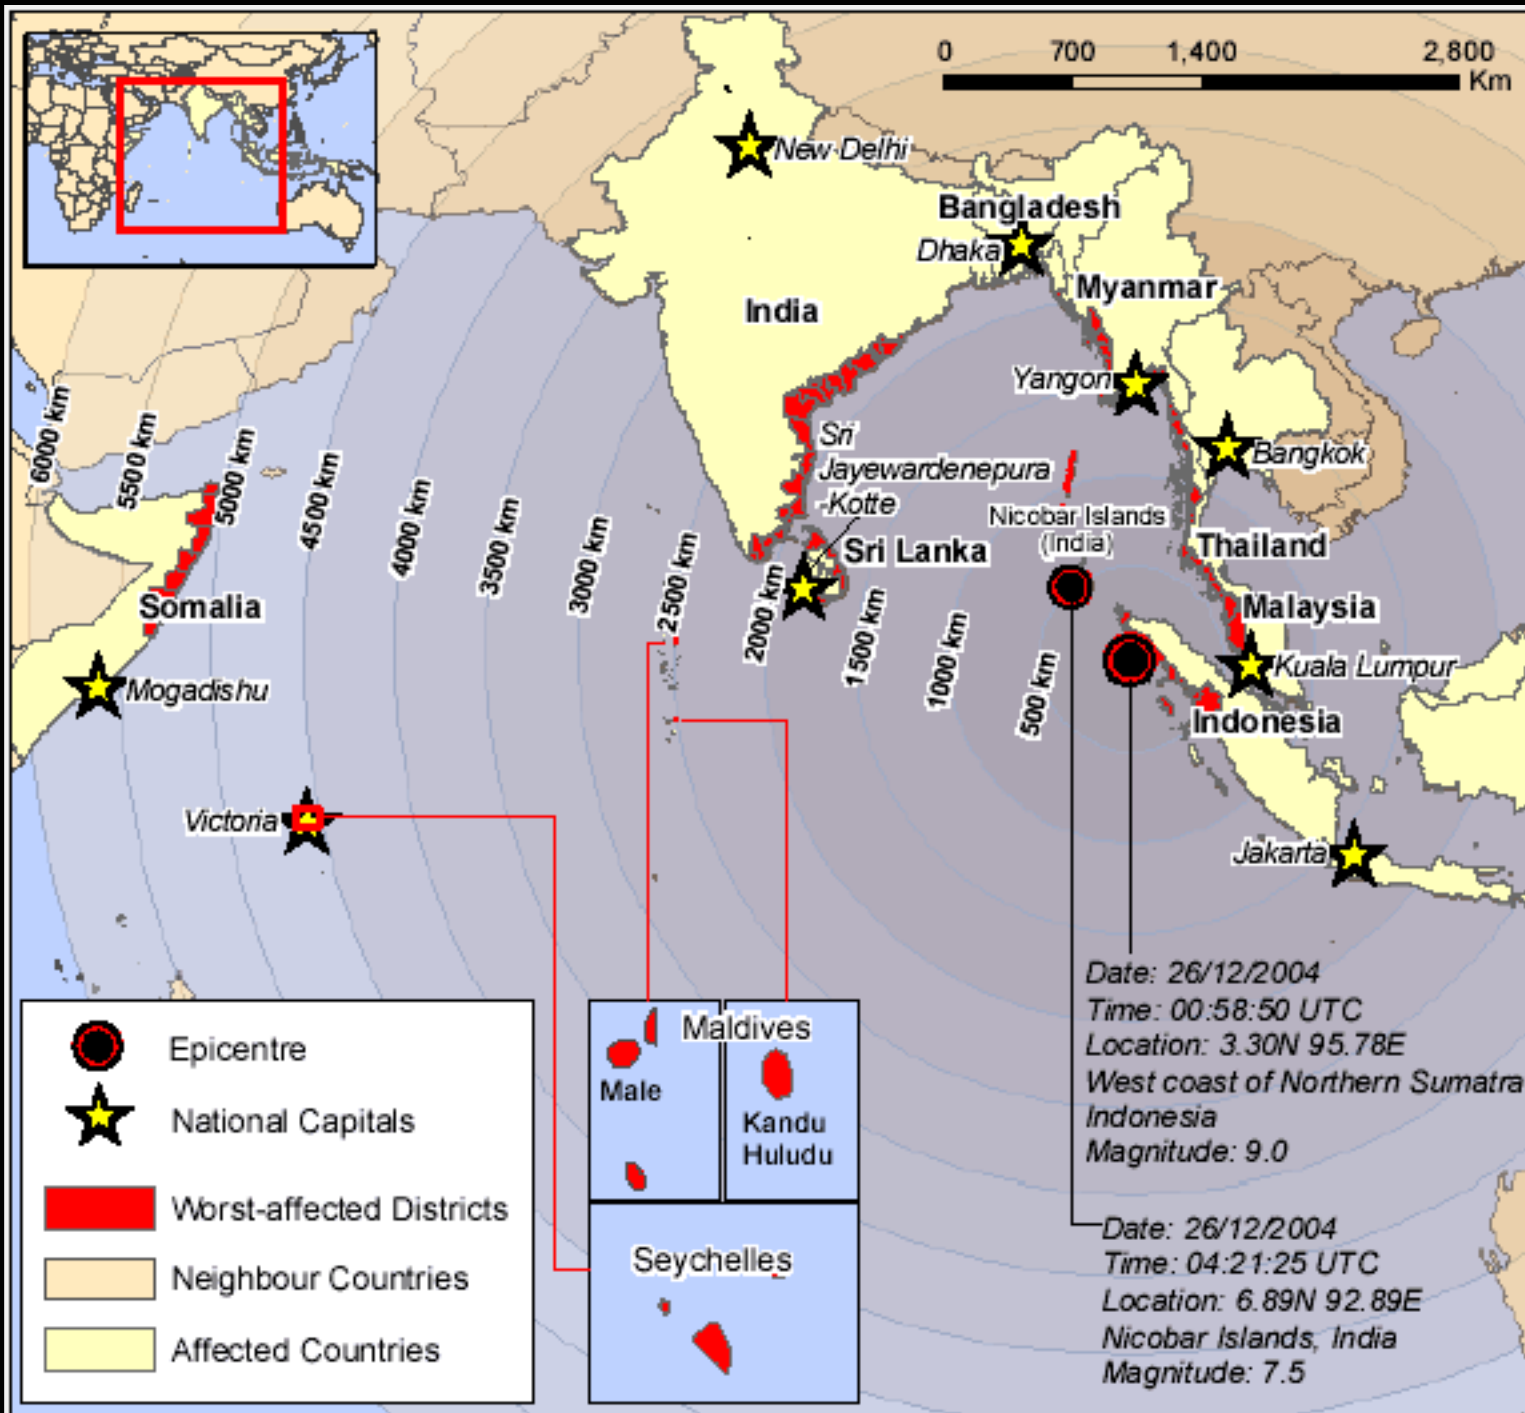 0 700 1,400 2,800
Km
New Delhi
Bangladesh
Dhaka
Myanmar
India
Yangon
Bangkok
Sri
Jayewardenepura
-Kotte
Nicobar Islands
(India)
Sri Lanka
Thailand
Malaysia
Kuala Lumpur
Indonesia
Jakarta
6000 km
5500 km
5000 km
4500 km
4000 km
3500 km
3000 km
2500 km
2000 km
1500 km
1000 km
500 km
Somalia
Mogadishu
Victoria
Date: 26/12/2004
Time: 00:58:50 UTC
Location: 3.30N 95.78E
West coast of Northern Sumatra
Indonesia
Magnitude: 9.0
Date: 26/12/2004
Time: 04:21:25 UTC
Location: 6.89N 92.89E
Nicobar Islands, India
Magnitude: 7.5
Epicentre
National Capitals
Worst-affected Districts
Neighbour Countries
Affected Countries
Maldives
Male
Kandu
Huludu
Seychelles